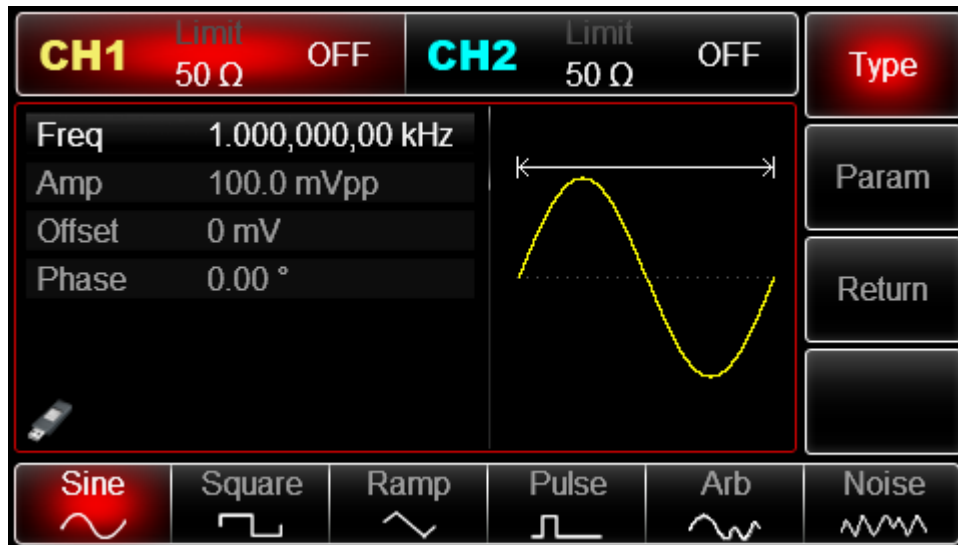 CH1 Limit 50 Ω OFF CH2 Limit 50 Ω OFF
Type
Freq 1.000,000,00 kHz
Amp 100.0 mVpp
Offset 0 mV
Phase 0.00 °
Param
Return
Sine Square Ramp Pulse Arb Noise